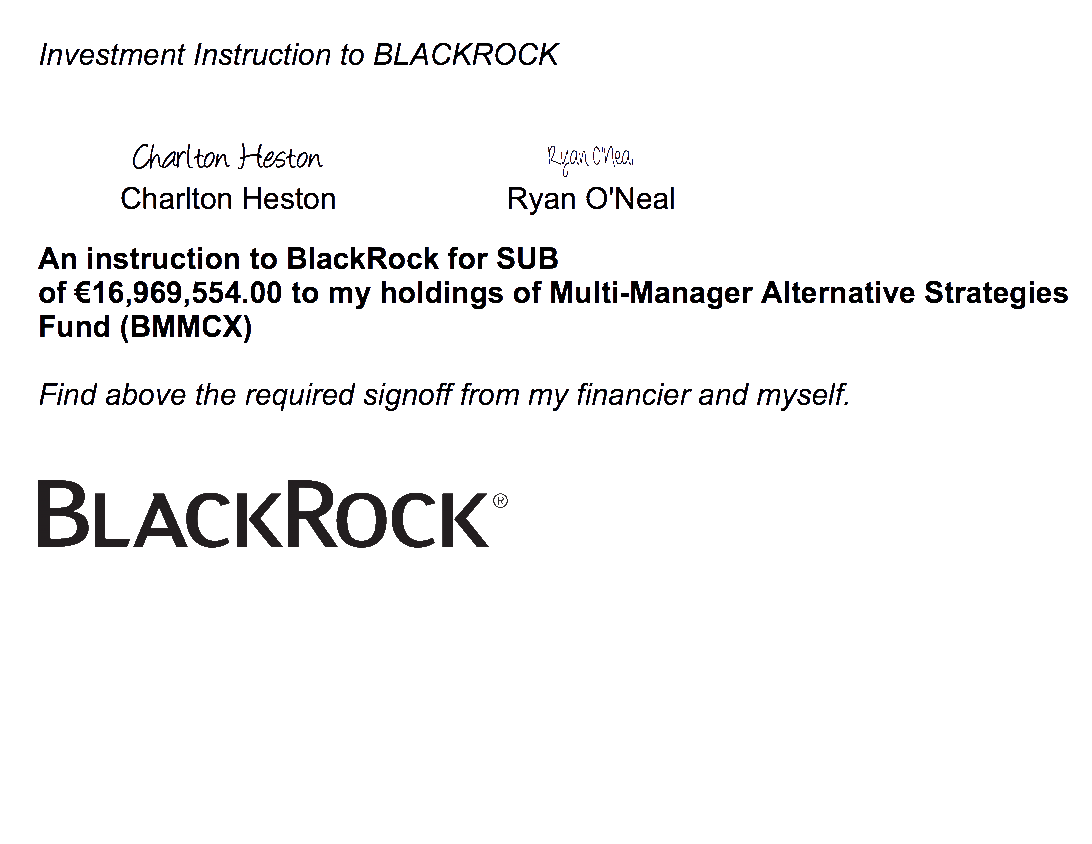 Investment Instruction to BLACKROCK
Charlton Heston Ryan O'Neal
Charlton Heston Ryan O'Neal
An instruction to BlackRock for SUB
of €16,969,554.00 to my holdings of Multi-Manager Alternative Strategies
Fund (BMMCX)
Find above the required signoff from my financier and myself.
BLACKROCK®